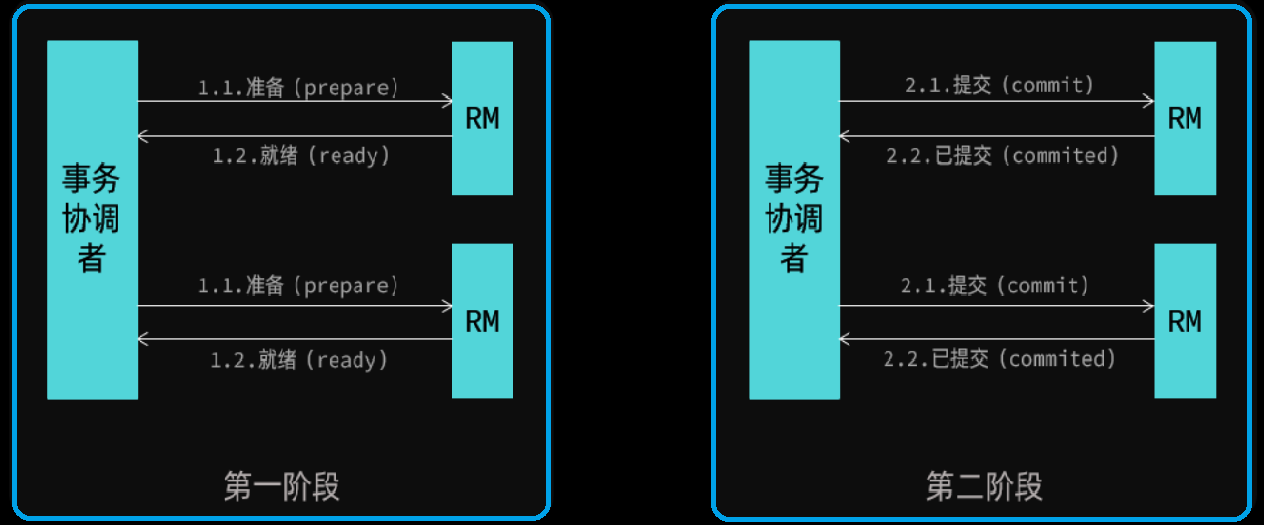 1.1.准备（prepare）
RM
1.2.就绪（ready）
事务
协调
者
1.1.准备（prepare）
RM
1.2.就绪（ready）
第一阶段
2.1.提交（commit）
RM
2.2.已提交（commited）
事务
协调
者
2.1.提交（commit）
RM
2.2.已提交（commited）
第二阶段